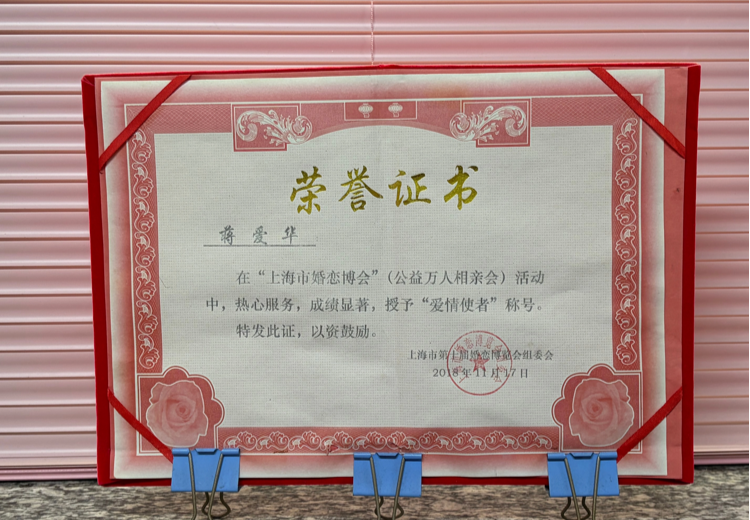 荣誉证书
蒋爱华
在“上海市婚恋博会”（公益万人相亲会）活动
中，热心服务，成绩显著，授予“爱情使者”称号。
特发此证，以资鼓励。
上海市第十届婚恋博览会组委会
2018年11月17日